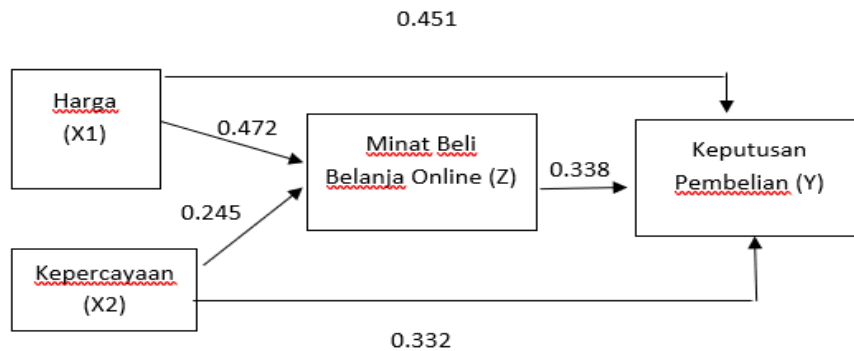 0.451
Harga
(X1)
0.472
Minat Beli
Belanja Online (Z)
0.338
Keputusan
Pembelian (Y)
0.245
Kepercayaan
(X2)
0.332